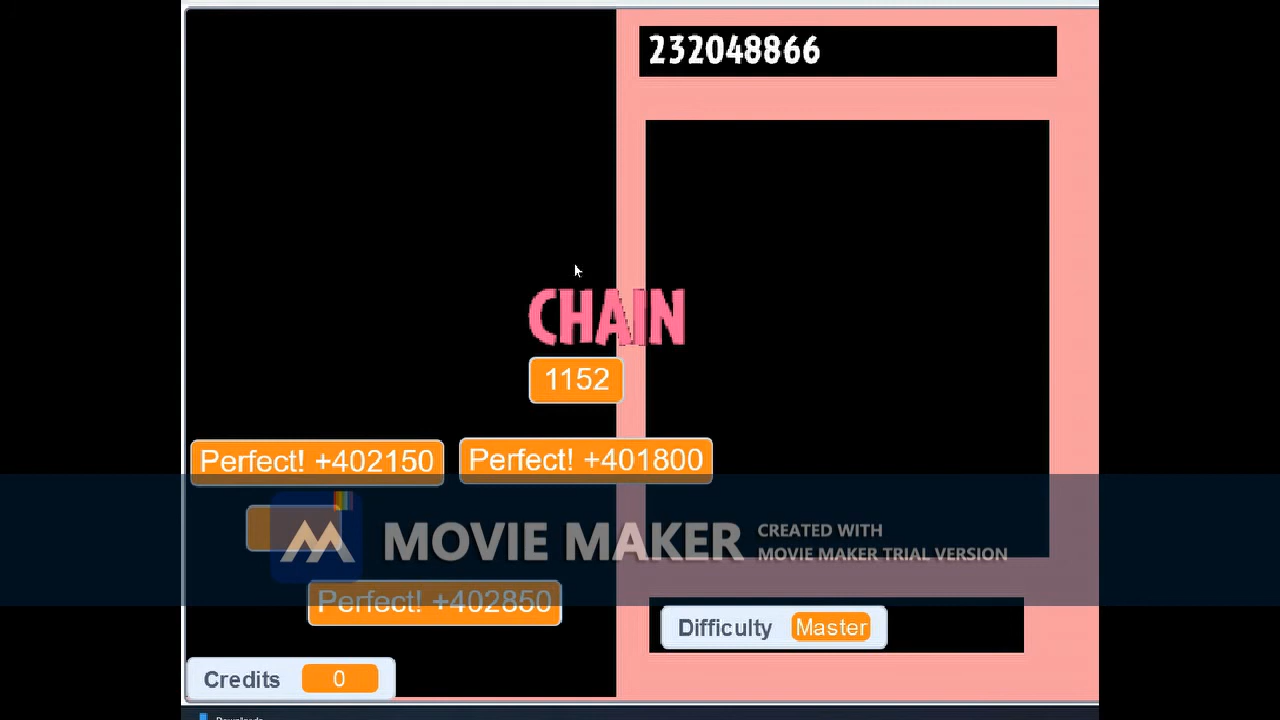 232048866
CHAIN
1152
Perfect! +402150
Perfect! +401800
MOVIE MAKER
CREATED WITH
MOVIE MAKER TRIAL VERSION
Perfect! +402850
Difficulty Master
Credits 0